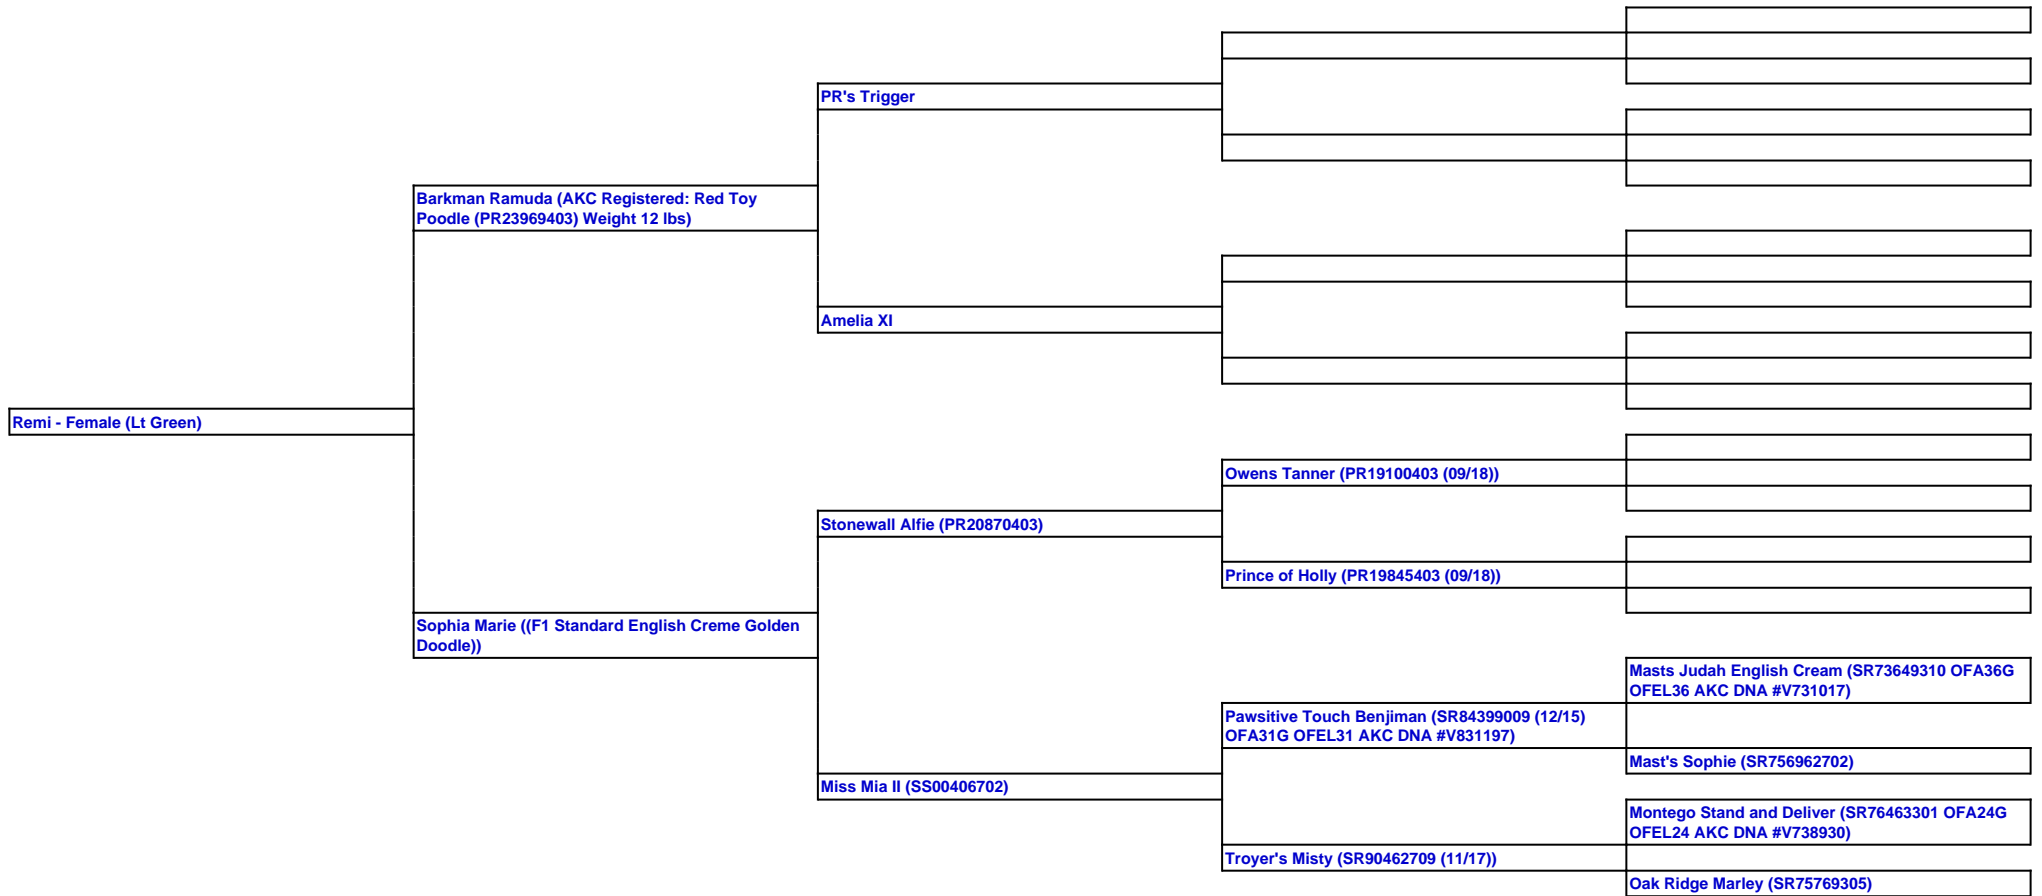 PR's Trigger
Barkman Ramuda (AKC Registered: Red Toy
Poodle (PR23969403) Weight 12 lbs)
Amelia XI
Remi - Female (Lt Green)
Owens Tanner (PR19100403 (09/18))
Stonewall Alfie (PR20870403)
Prince of Holly (PR19845403 (09/18))
Sophia Marie ((F1 Standard English Creme Golden
Doodle))
Masts Judah English Cream (SR73649310 OFA36G
OFEL36 AKC DNA #V731017)
Pawsitive Touch Benjiman (SR84399009 (12/15)
OFA31G OFEL31 AKC DNA #V831197)
Mast's Sophie (SR756962702)
Miss Mia II (SS00406702)
Montego Stand and Deliver (SR76463301 OFA24G
OFEL24 AKC DNA #V738930)
Troyer's Misty (SR90462709 (11/17))
Oak Ridge Marley (SR75769305)